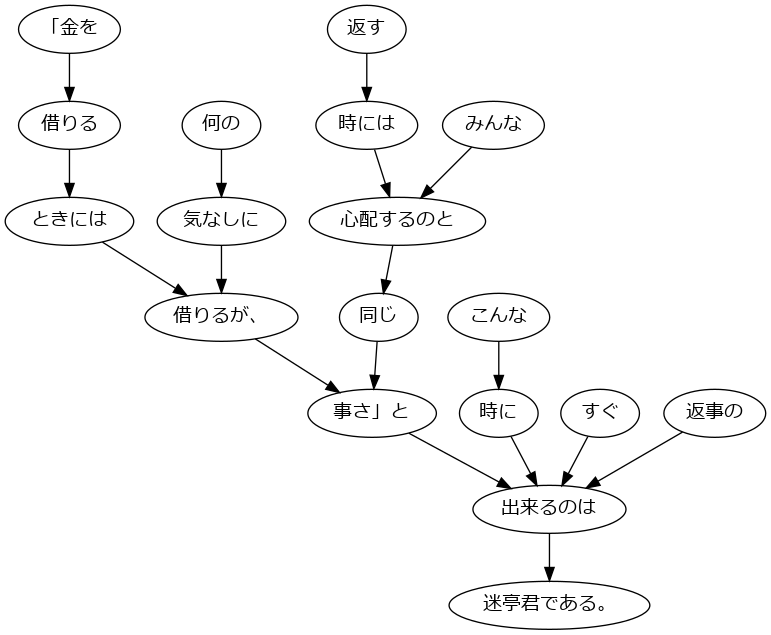 「金を
返す
借りる
何の
時には
みんな
ときには
気なしに
心配するのと
借りるが、
同じ
こんな
事さ」と
時に
すぐ
返事の
出来るのは
迷亭君である。